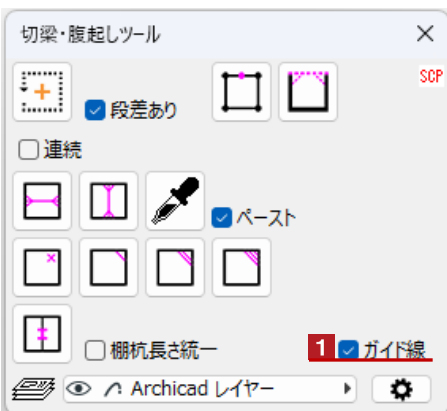 切梁・腹起しツール
SCP
段差あり
連続
ペースト
棚杭長さ統一
1 ガイド線
Archicad レイヤー